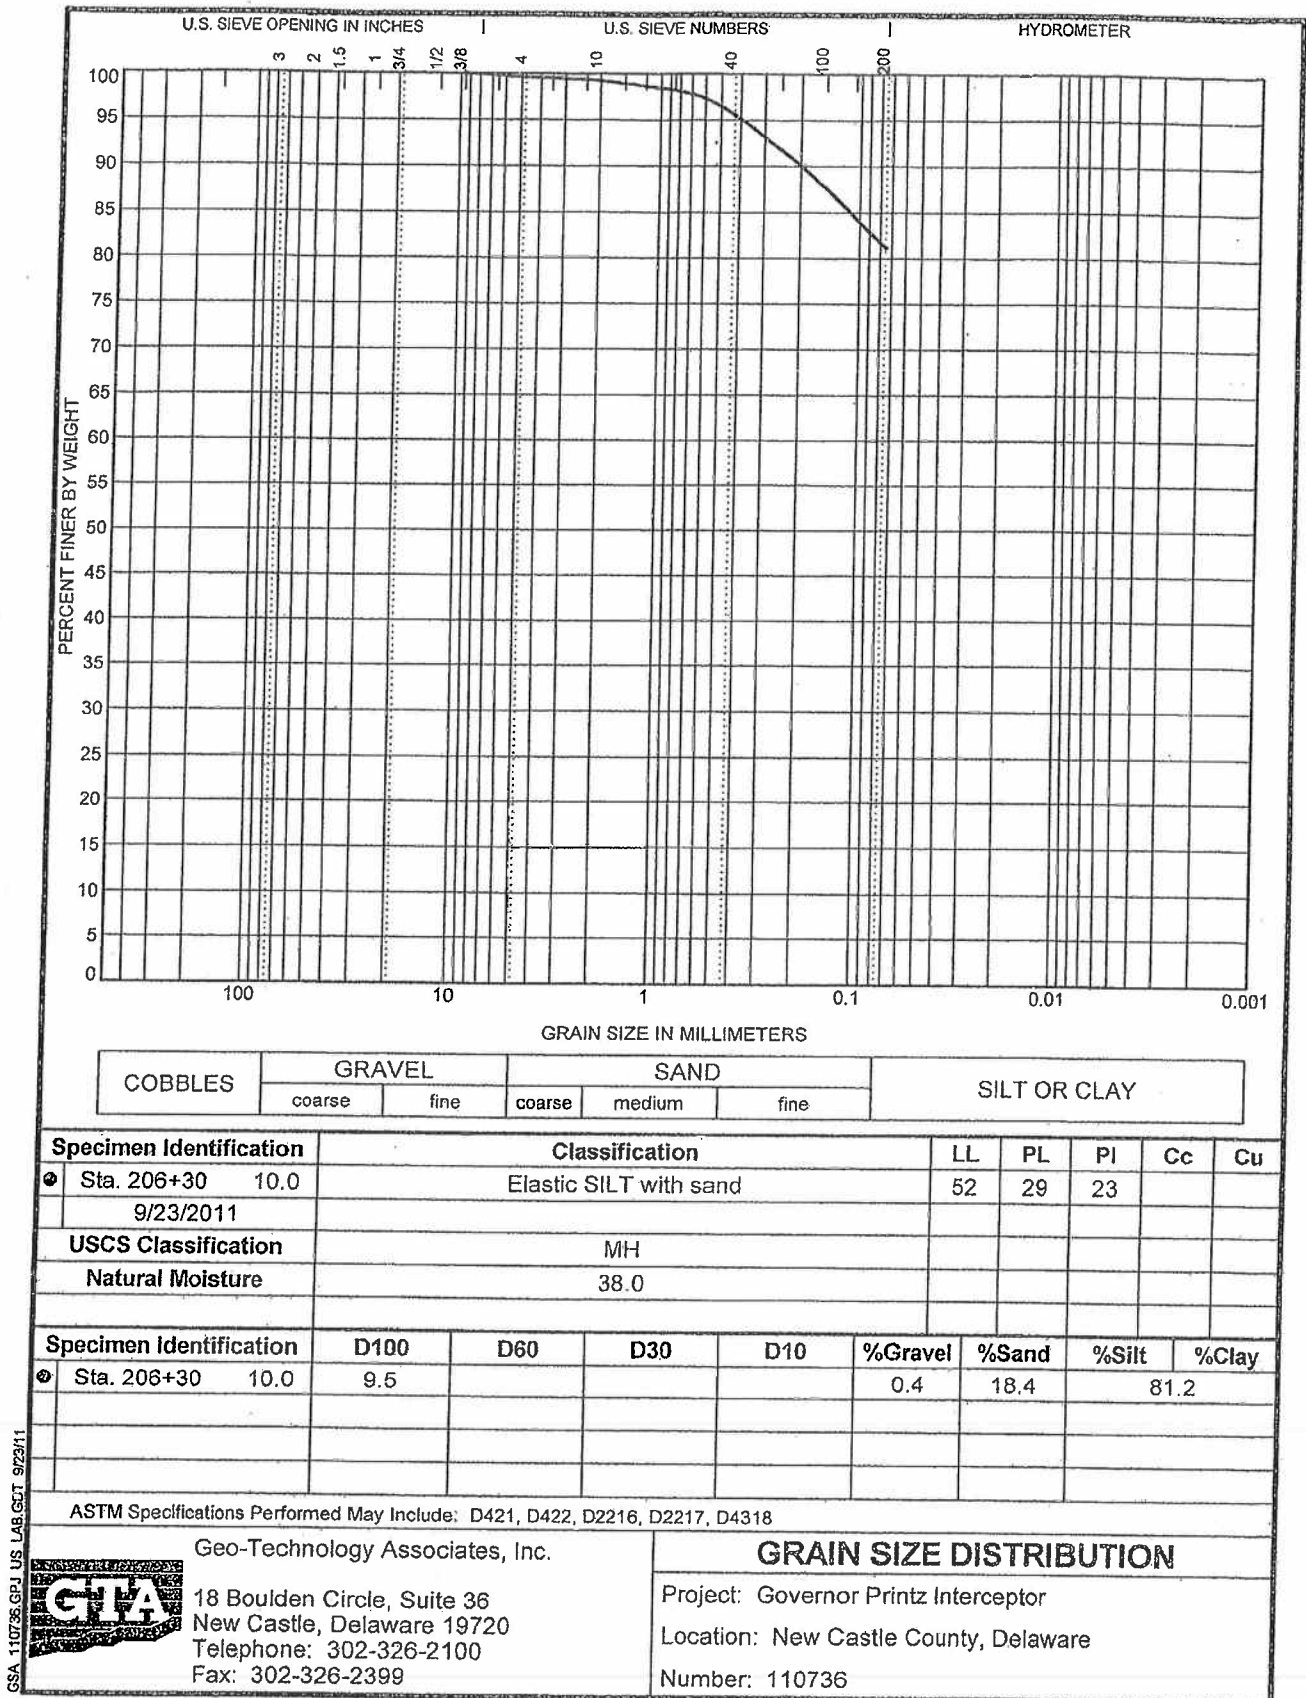 U.S. SIEVE OPENING IN INCHES | U.S. SIEVE NUMBERS | HYDROMETER
3 2 1.5 1 3/4 1/2 3/8 4 10 40 100 200
100
95
90
85
80
75
70
65
60
55
50
45
40
35
30
25
20
15
10
5
0
PERCENT FINER BY WEIGHT
100 10 1 0.1 0.01 0.001
GRAIN SIZE IN MILLIMETERS
COBBLES GRAVEL SAND SILT OR CLAY
coarse fine coarse medium fine
Specimen Identification Classification LL PL PI Cc Cu
Sta. 206+30 10.0 Elastic SILT with sand 52 29 23
9/23/2011
USCS Classification MH
Natural Moisture 38.0
Specimen Identification D100 D60 D30 D10 %Gravel %Sand %Silt %Clay
Sta. 206+30 10.0 9.5 0.4 18.4 81.2
ASTM Specifications Performed May Include: D421, D422, D2216, D2217, D4318
GSA 110736.GPJ US LAB.GDT 9/23/11
GTA
Geo-Technology Associates, Inc.
18 Boulden Circle, Suite 36
New Castle, Delaware 19720
Telephone: 302-326-2100
Fax: 302-326-2399
GRAIN SIZE DISTRIBUTION
Project: Governor Printz Interceptor
Location: New Castle County, Delaware
Number: 110736